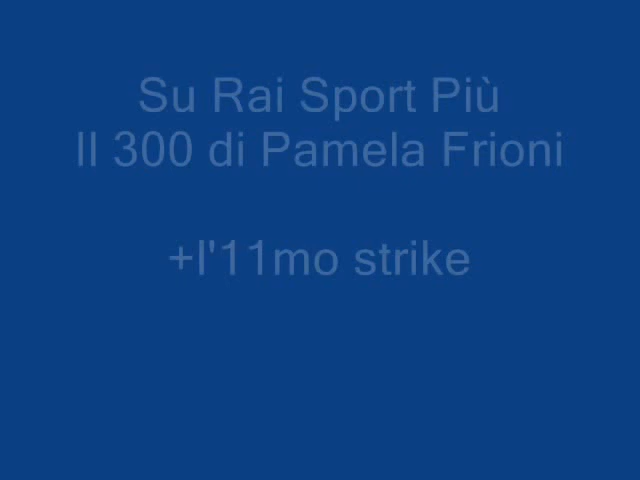 Su Rai Sport Più
Il 300 di Pamela Frioni
+l'11mo strike